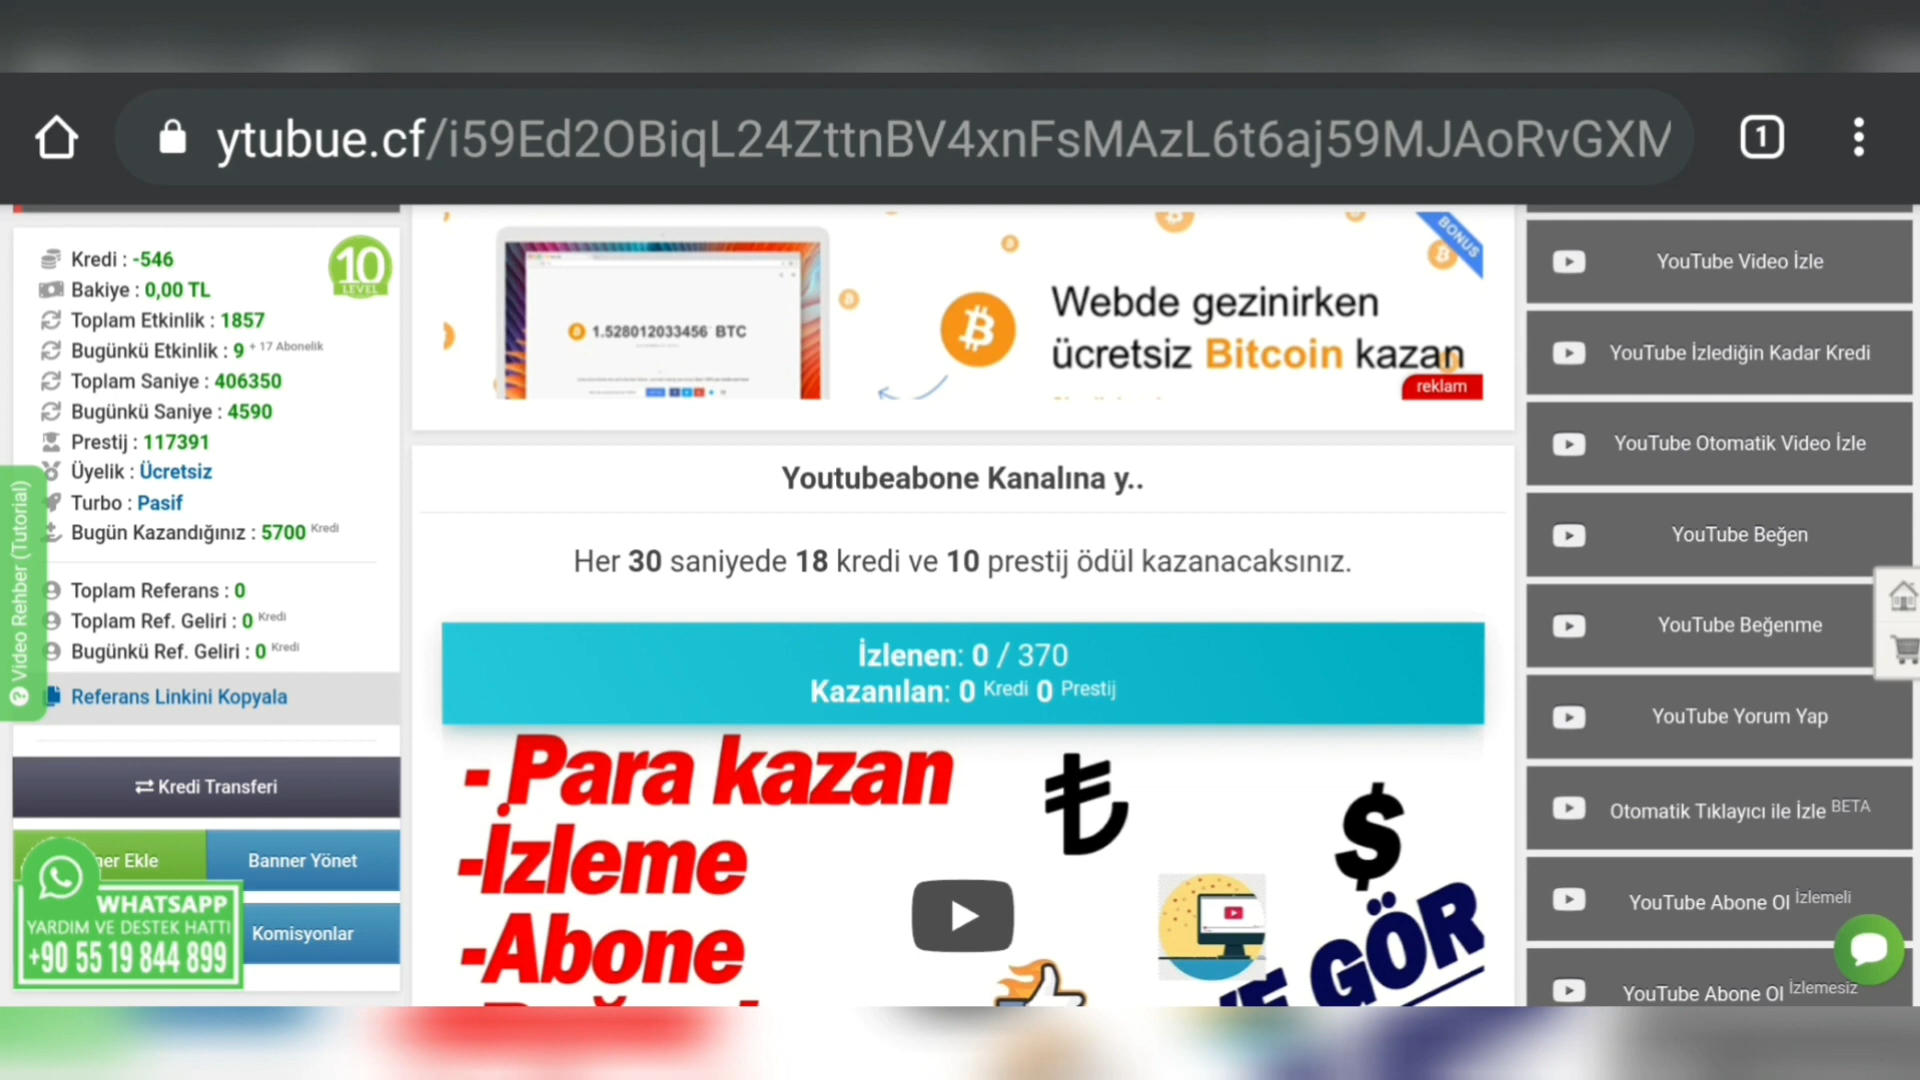 ytubue.cf/i59Ed2OBiqL24ZttnBV4xnFsMAzL6t6aj59MJAoRvGXM
1
Kredi : -546
10
LEVEL
Bakiye : 0,00 TL
Toplam Etkinlik : 1857
Bugünkü Etkinlik : 9 + 17 Abonelik
Toplam Saniye : 406350
Bugünkü Saniye : 4590
Prestij : 117391
Üyelik : Ücretsiz
Turbo : Pasif
Bugün Kazandığınız : 5700 Kredi
Toplam Referans : 0
Toplam Ref. Geliri : 0 Kredi
Bugünkü Ref. Geliri : 0 Kredi
Referans Linkini Kopyala
Video Rehber (Tutorial)
Kredi Transferi
Ekle
Banner Yönet
Komisyonlar
WHATSAPP
YARDIM VE DESTEK HATTI
+90 55 19 844 899
1.528012033456 BTC
BONUS
Webde gezinirken
ücretsiz Bitcoin kazan
reklam
Youtubeabone Kanalına y..
Her 30 saniyede 18 kredi ve 10 prestij ödül kazanacaksınız.
İzlenen: 0 / 370
Kazanılan: 0 Kredi 0 Prestij
- Para kazan
-İzleme
-Abone
₺
$
GÖR
YouTube Video İzle
YouTube İzlediğin Kadar Kredi
YouTube Otomatik Video İzle
YouTube Beğen
YouTube Beğenme
YouTube Yorum Yap
Otomatik Tıklayıcı ile İzle BETA
YouTube Abone Ol İzlemeli
YouTube Abone Ol İzlemesiz